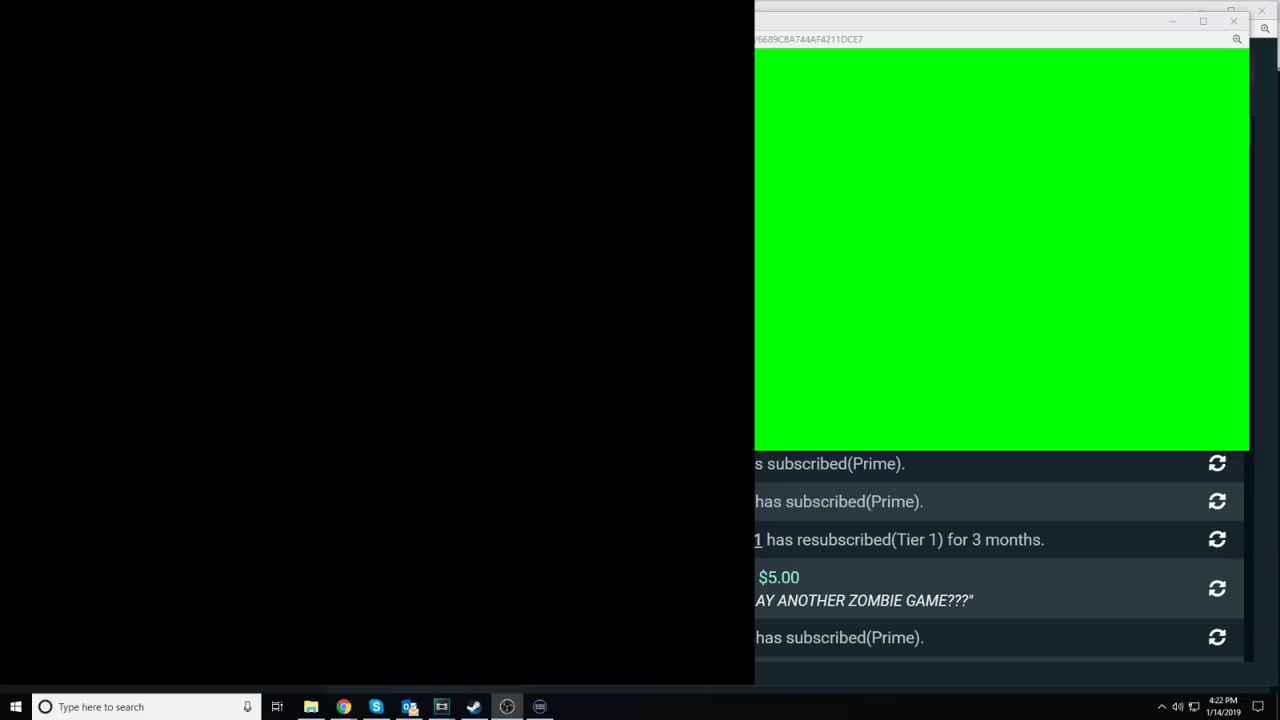 /6689CBA744AF4211DCE7
s subscribed(Prime).
has subscribed(Prime).
1 has resubscribed(Tier 1) for 3 months.
$5.00
AY ANOTHER ZOMBIE GAME???"
has subscribed(Prime).
Type here to search
4:22 PM
1/14/2019